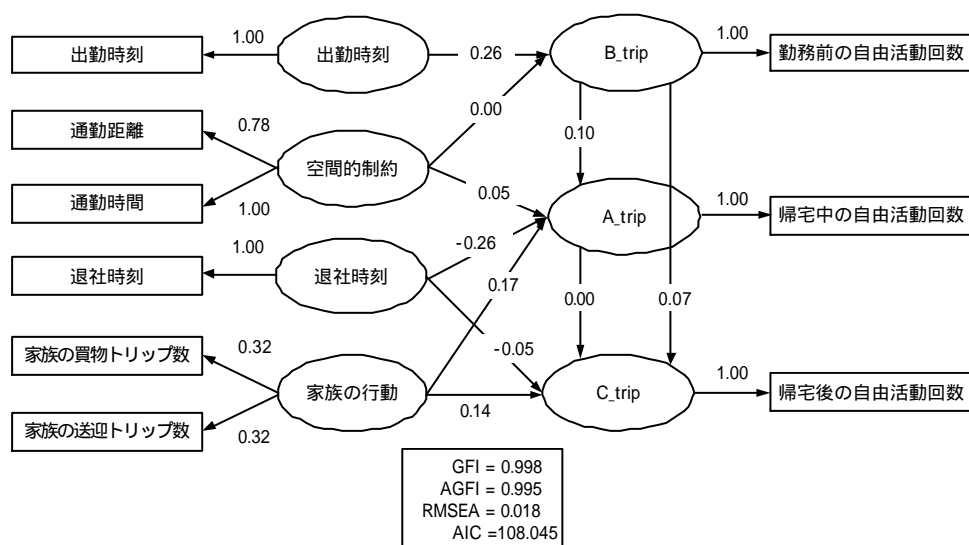 出勤時刻
1.00
出勤時刻
0.26
B_trip
1.00
勤務前の自由活動回数
通勤距離
0.78
空間的制約
0.00
0.10
通勤時間
1.00
0.05
A_trip
1.00
帰宅中の自由活動回数
退社時刻
1.00
退社時刻
-0.26
0.17
0.00
0.07
家族の買物トリップ数
0.32
家族の行動
-0.05
0.14
C_trip
1.00
帰宅後の自由活動回数
家族の送迎トリップ数
0.32
GFI = 0.998
AGFI = 0.995
RMSEA = 0.018
AIC =108.045